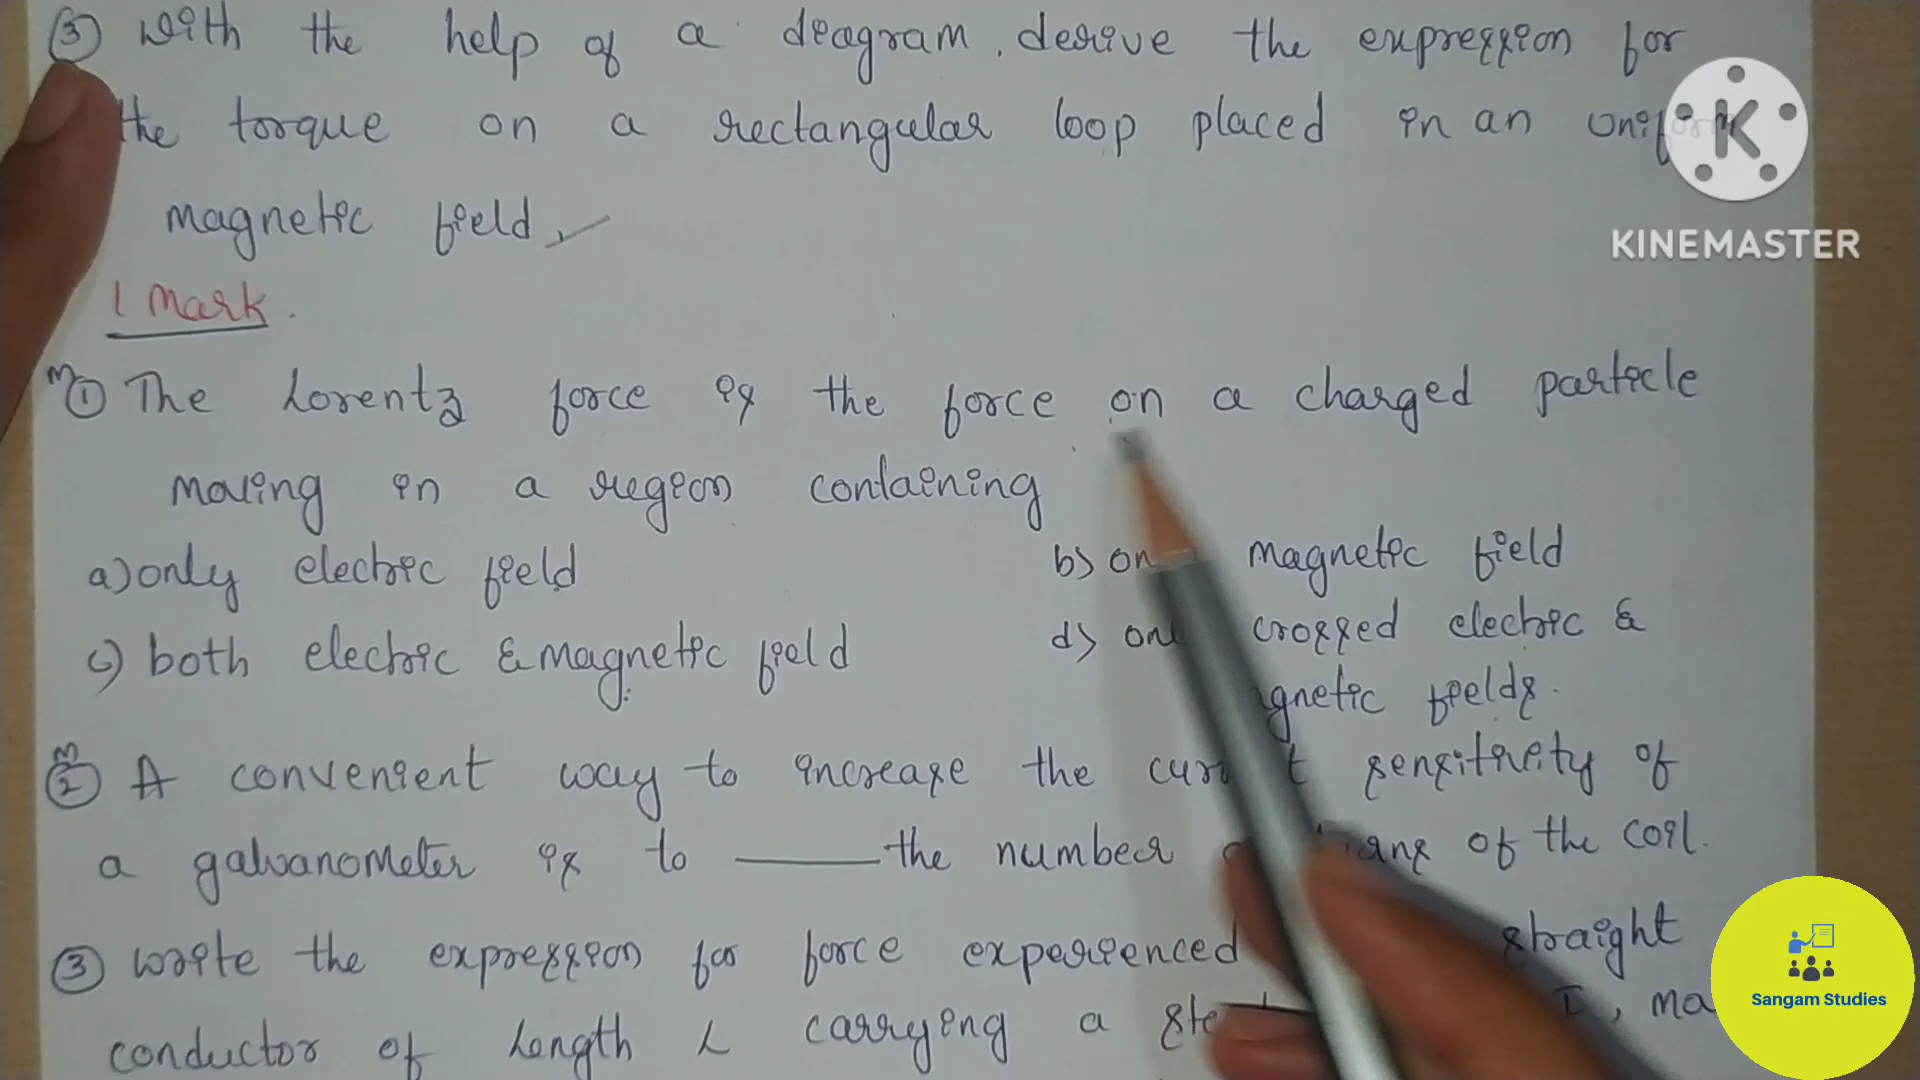 3 With the help of a diagram, derive the expression for
the torque on a rectangular loop placed in an uniform
magnetic field.
KINEMASTER
1 Mark.
M 1 The Lorentz force is the force on a charged particle
moving in a region containing
a) only electric field
b) magnetic field
c) both electric & magnetic field
d) crossed electric &
fields.
M 2 A convenient way to increase the sensitivity of
a galvanometer is to ______ the number of the coil.
3 Write the expression for force experienced straight
conductor of length L carrying a I,
Sangam Studies